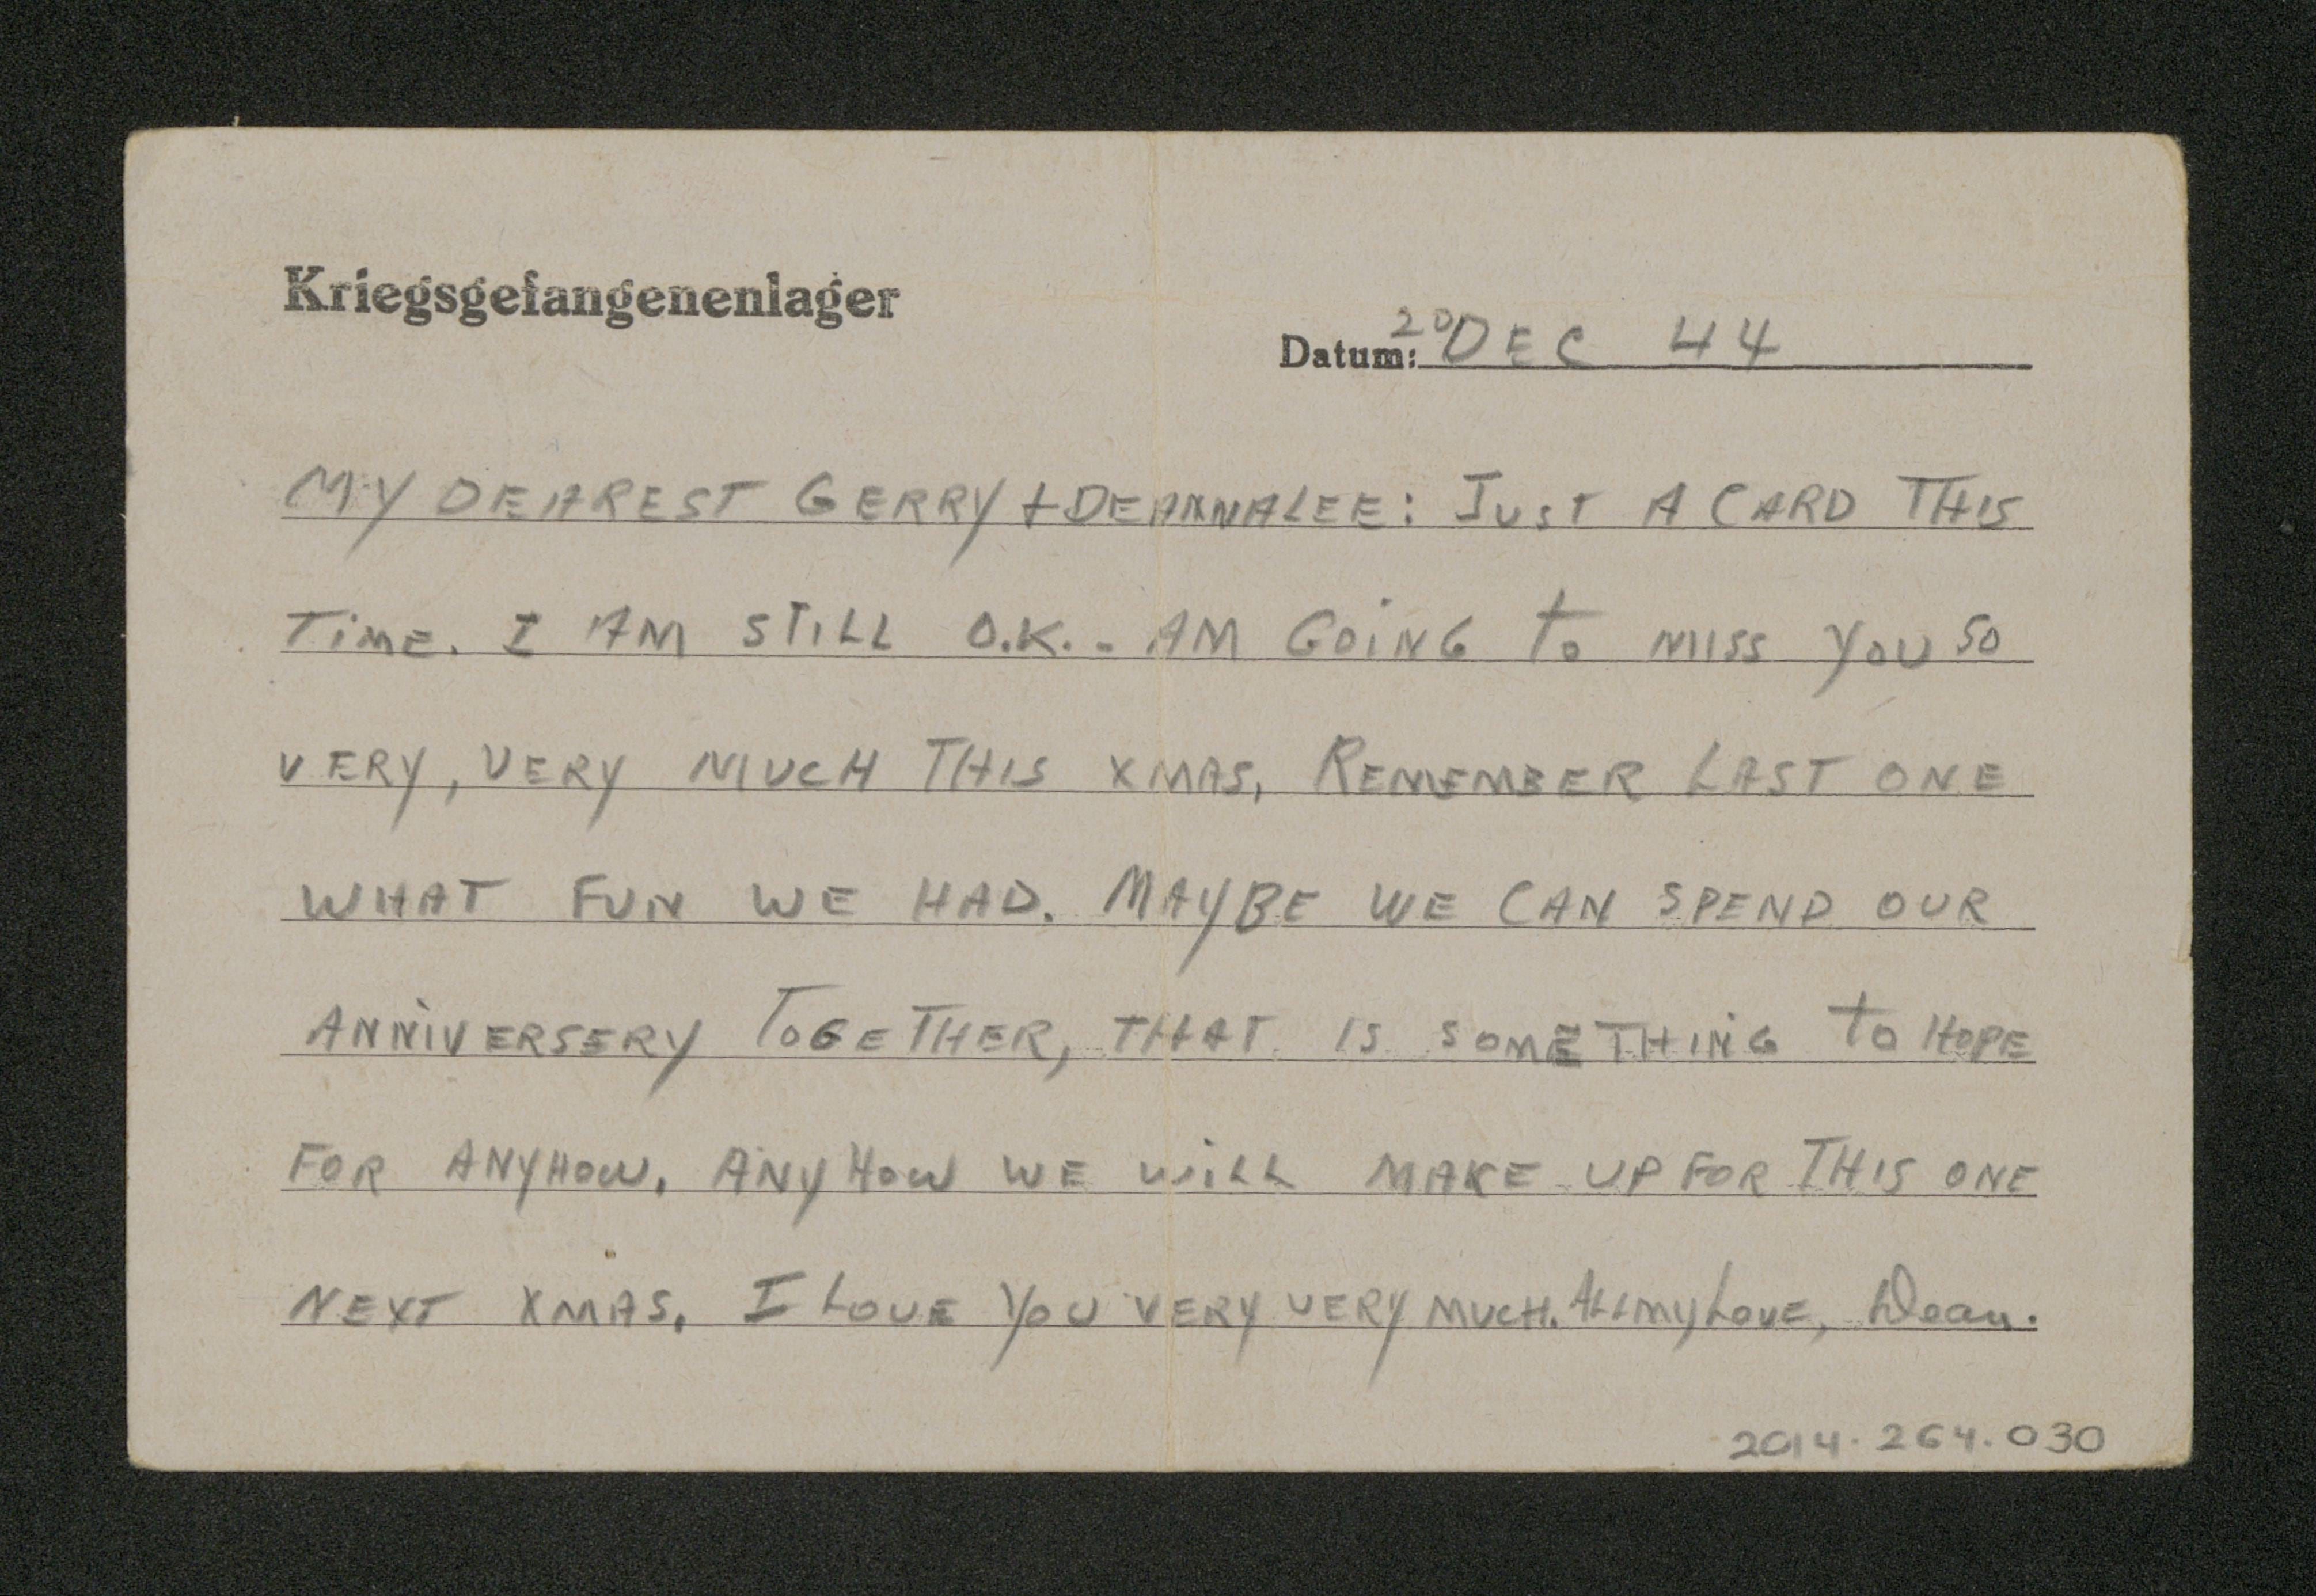 Kriegsgefangenenlager
Datum: 20 DEC 44
MY DEAREST GERRY + DEANNALEE: JUST A CARD THIS
TIME. I AM STILL O.K. - AM GOING TO MISS YOU SO
VERY, VERY MUCH THIS XMAS, REMEMBER LAST ONE
WHAT FUN WE HAD. MAYBE WE CAN SPEND OUR
ANNIVERSERY TOGETHER, THAT IS SOMETHING TO HOPE
FOR ANYHOW. ANYHOW WE WILL MAKE UP FOR THIS ONE
NEXT XMAS. I LOVE YOU VERY VERY MUCH. ALL MY LOVE, Dean.
2014.264.030